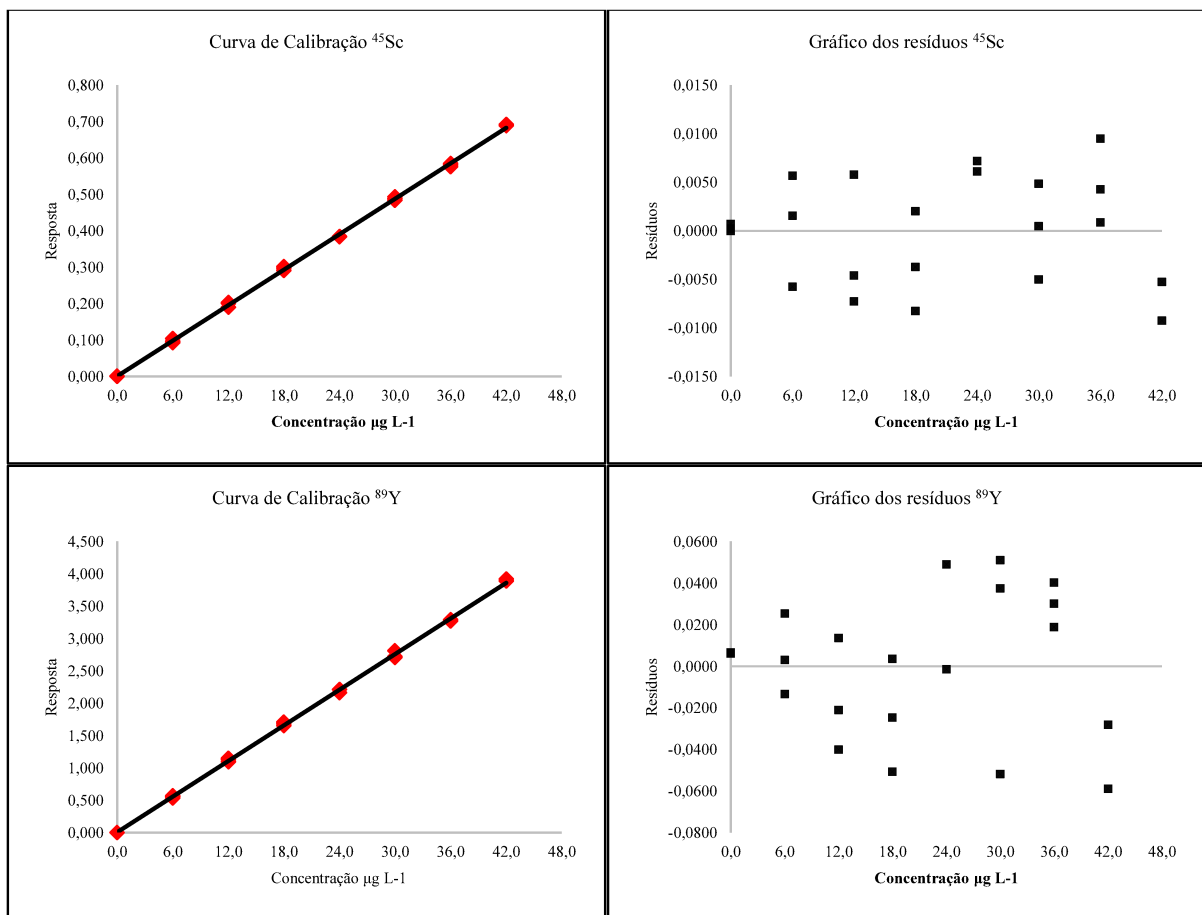 Curva de Calibração ⁴⁵Sc
0,800
0,700
0,600
0,500
0,400
0,300
0,200
0,100
0,000
Resposta
0,0 6,0 12,0 18,0 24,0 30,0 36,0 42,0 48,0
Concentração µg L-1
Gráfico dos resíduos ⁴⁵Sc
0,0150
0,0100
0,0050
0,0000
-0,0050
-0,0100
-0,0150
Resíduos
0,0 6,0 12,0 18,0 24,0 30,0 36,0 42,0
Concentração µg L-1
Curva de Calibração ⁸⁹Y
4,500
4,000
3,500
3,000
2,500
2,000
1,500
1,000
0,500
0,000
Resposta
0,0 6,0 12,0 18,0 24,0 30,0 36,0 42,0 48,0
Concentração µg L-1
Gráfico dos resíduos ⁸⁹Y
0,0600
0,0400
0,0200
0,0000
-0,0200
-0,0400
-0,0600
-0,0800
Resíduos
0,0 6,0 12,0 18,0 24,0 30,0 36,0 42,0 48,0
Concentração µg L-1